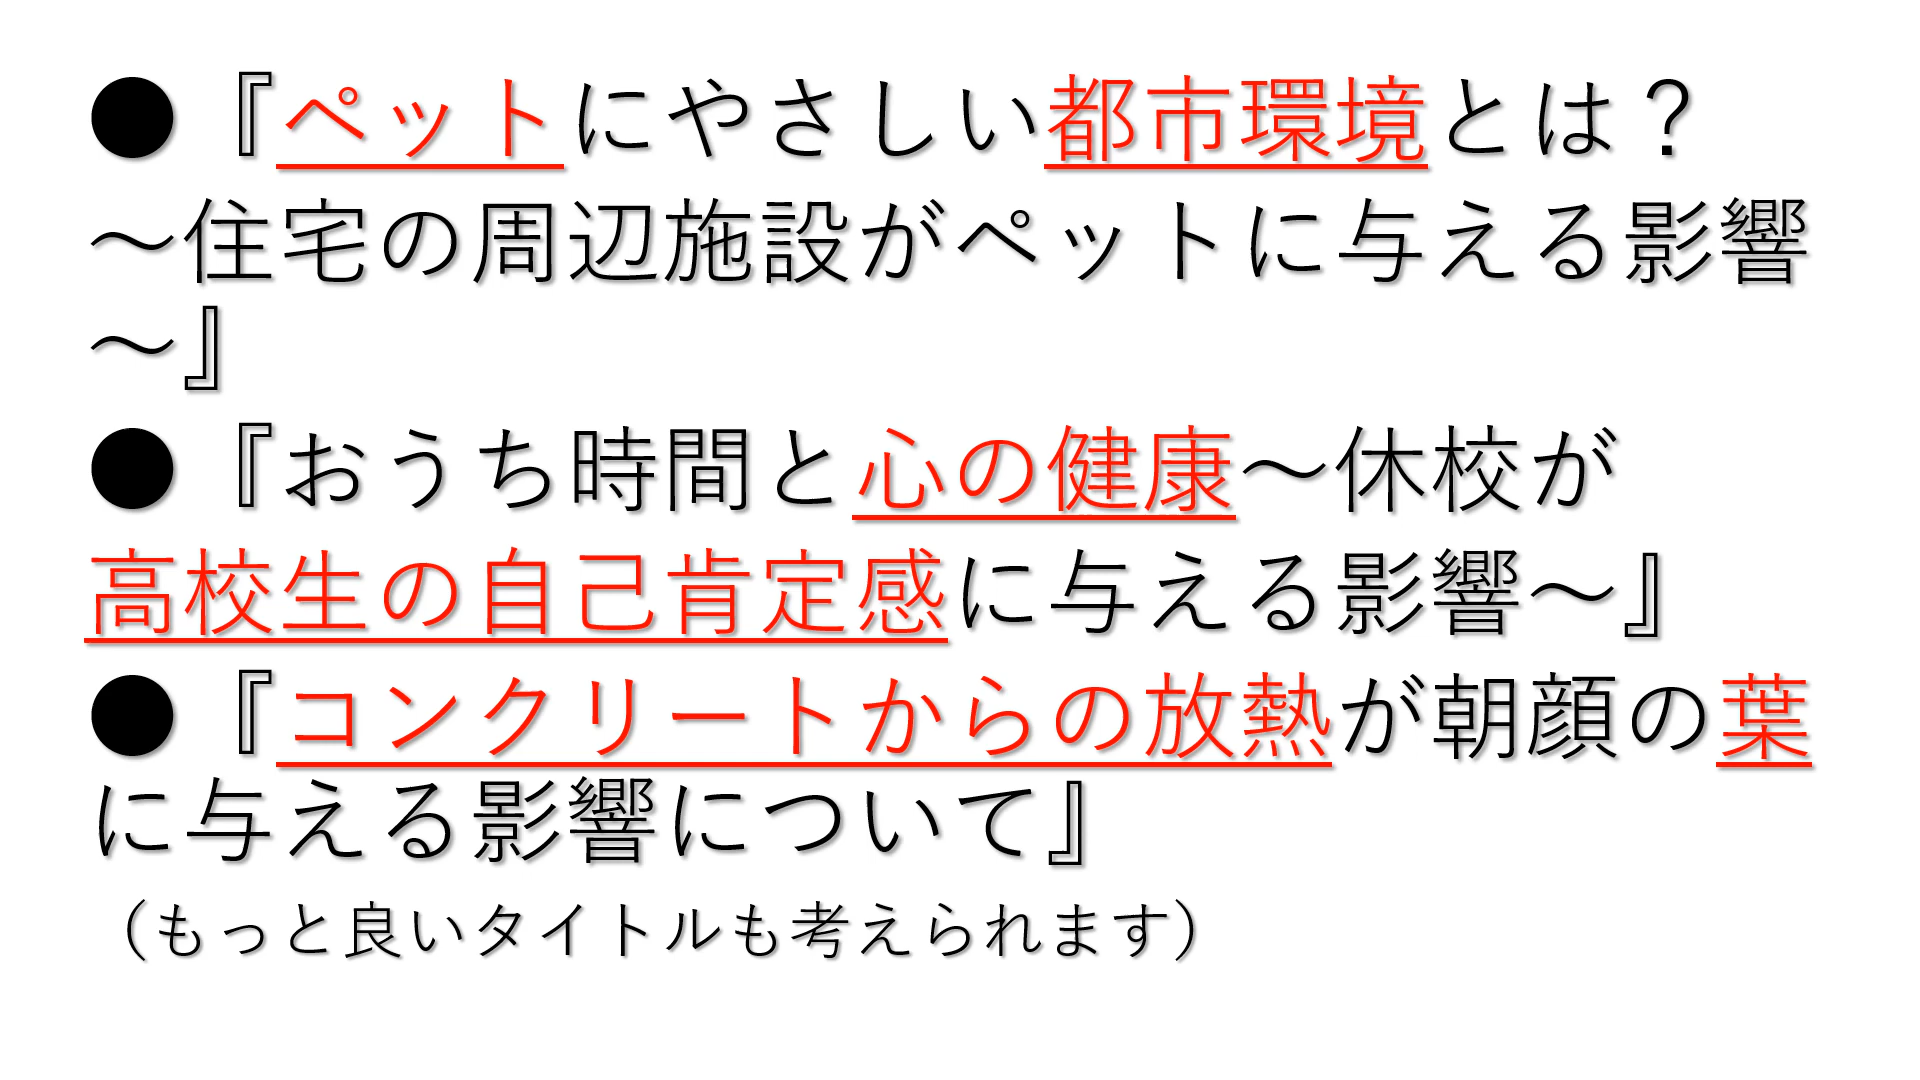 ●『ペットにやさしい都市環境とは？
～住宅の周辺施設がペットに与える影響
～』
●『おうち時間と心の健康～休校が
高校生の自己肯定感に与える影響～』
●『コンクリートからの放熱が朝顔の葉
に与える影響について』
（もっと良いタイトルも考えられます）